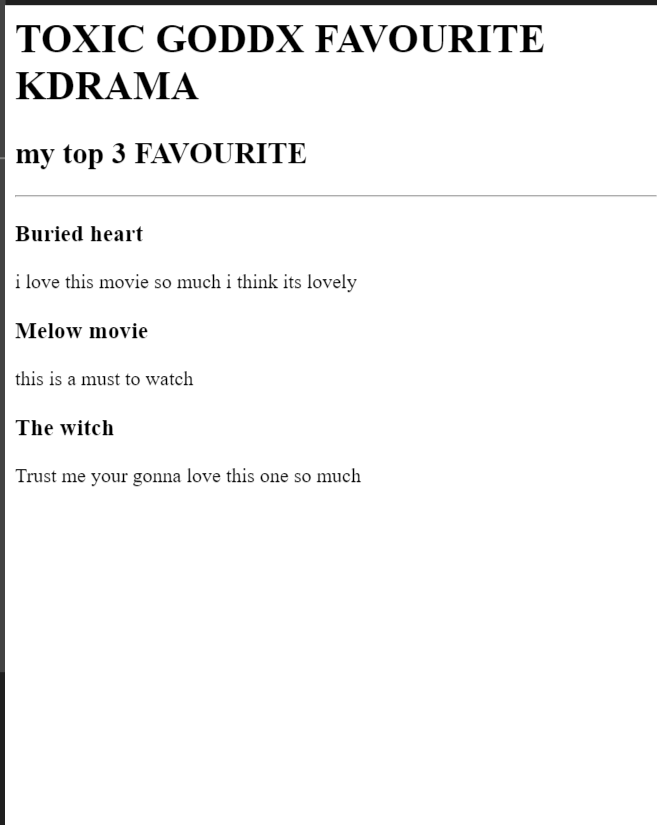 TOXIC GODDX FAVOURITE
KDRAMA
my top 3 FAVOURITE
Buried heart
i love this movie so much i think its lovely
Melow movie
this is a must to watch
The witch
Trust me your gonna love this one so much